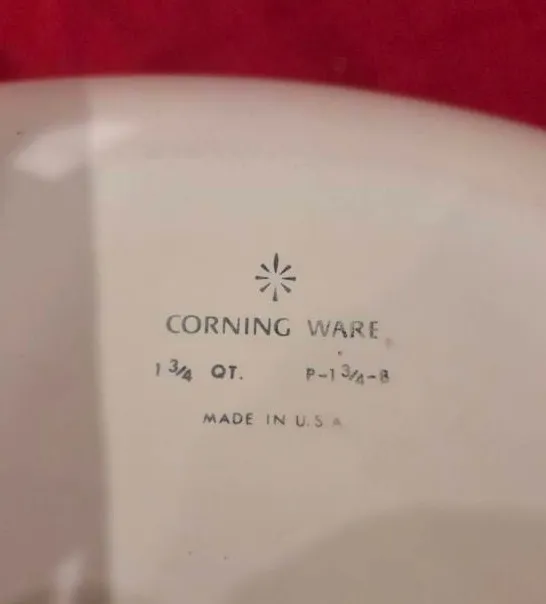 CORNING WARE®
1 3/4 QT. P-1 3/4-B
MADE IN U.S.A